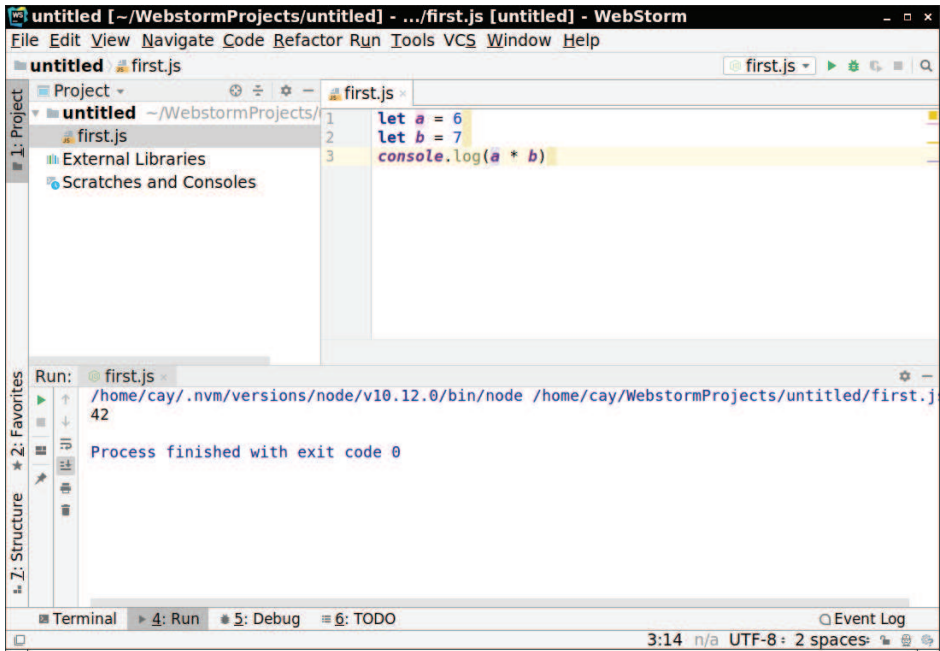 WS untitled [~/WebstormProjects/untitled] - .../first.js [untitled] - WebStorm
File Edit View Navigate Code Refactor Run Tools VCS Window Help
untitled first.js
first.js
1: Project
Project
untitled ~/WebstormProjects/
first.js
External Libraries
Scratches and Consoles
first.js
1 let a = 6
2 let b = 7
3 console.log(a * b)
2: Favorites
7: Structure
Run: first.js
/home/cay/.nvm/versions/node/v10.12.0/bin/node /home/cay/WebstormProjects/untitled/first.j
42
Process finished with exit code 0
Terminal 4: Run 5: Debug 6: TODO Event Log
3:14 n/a UTF-8 2 spaces